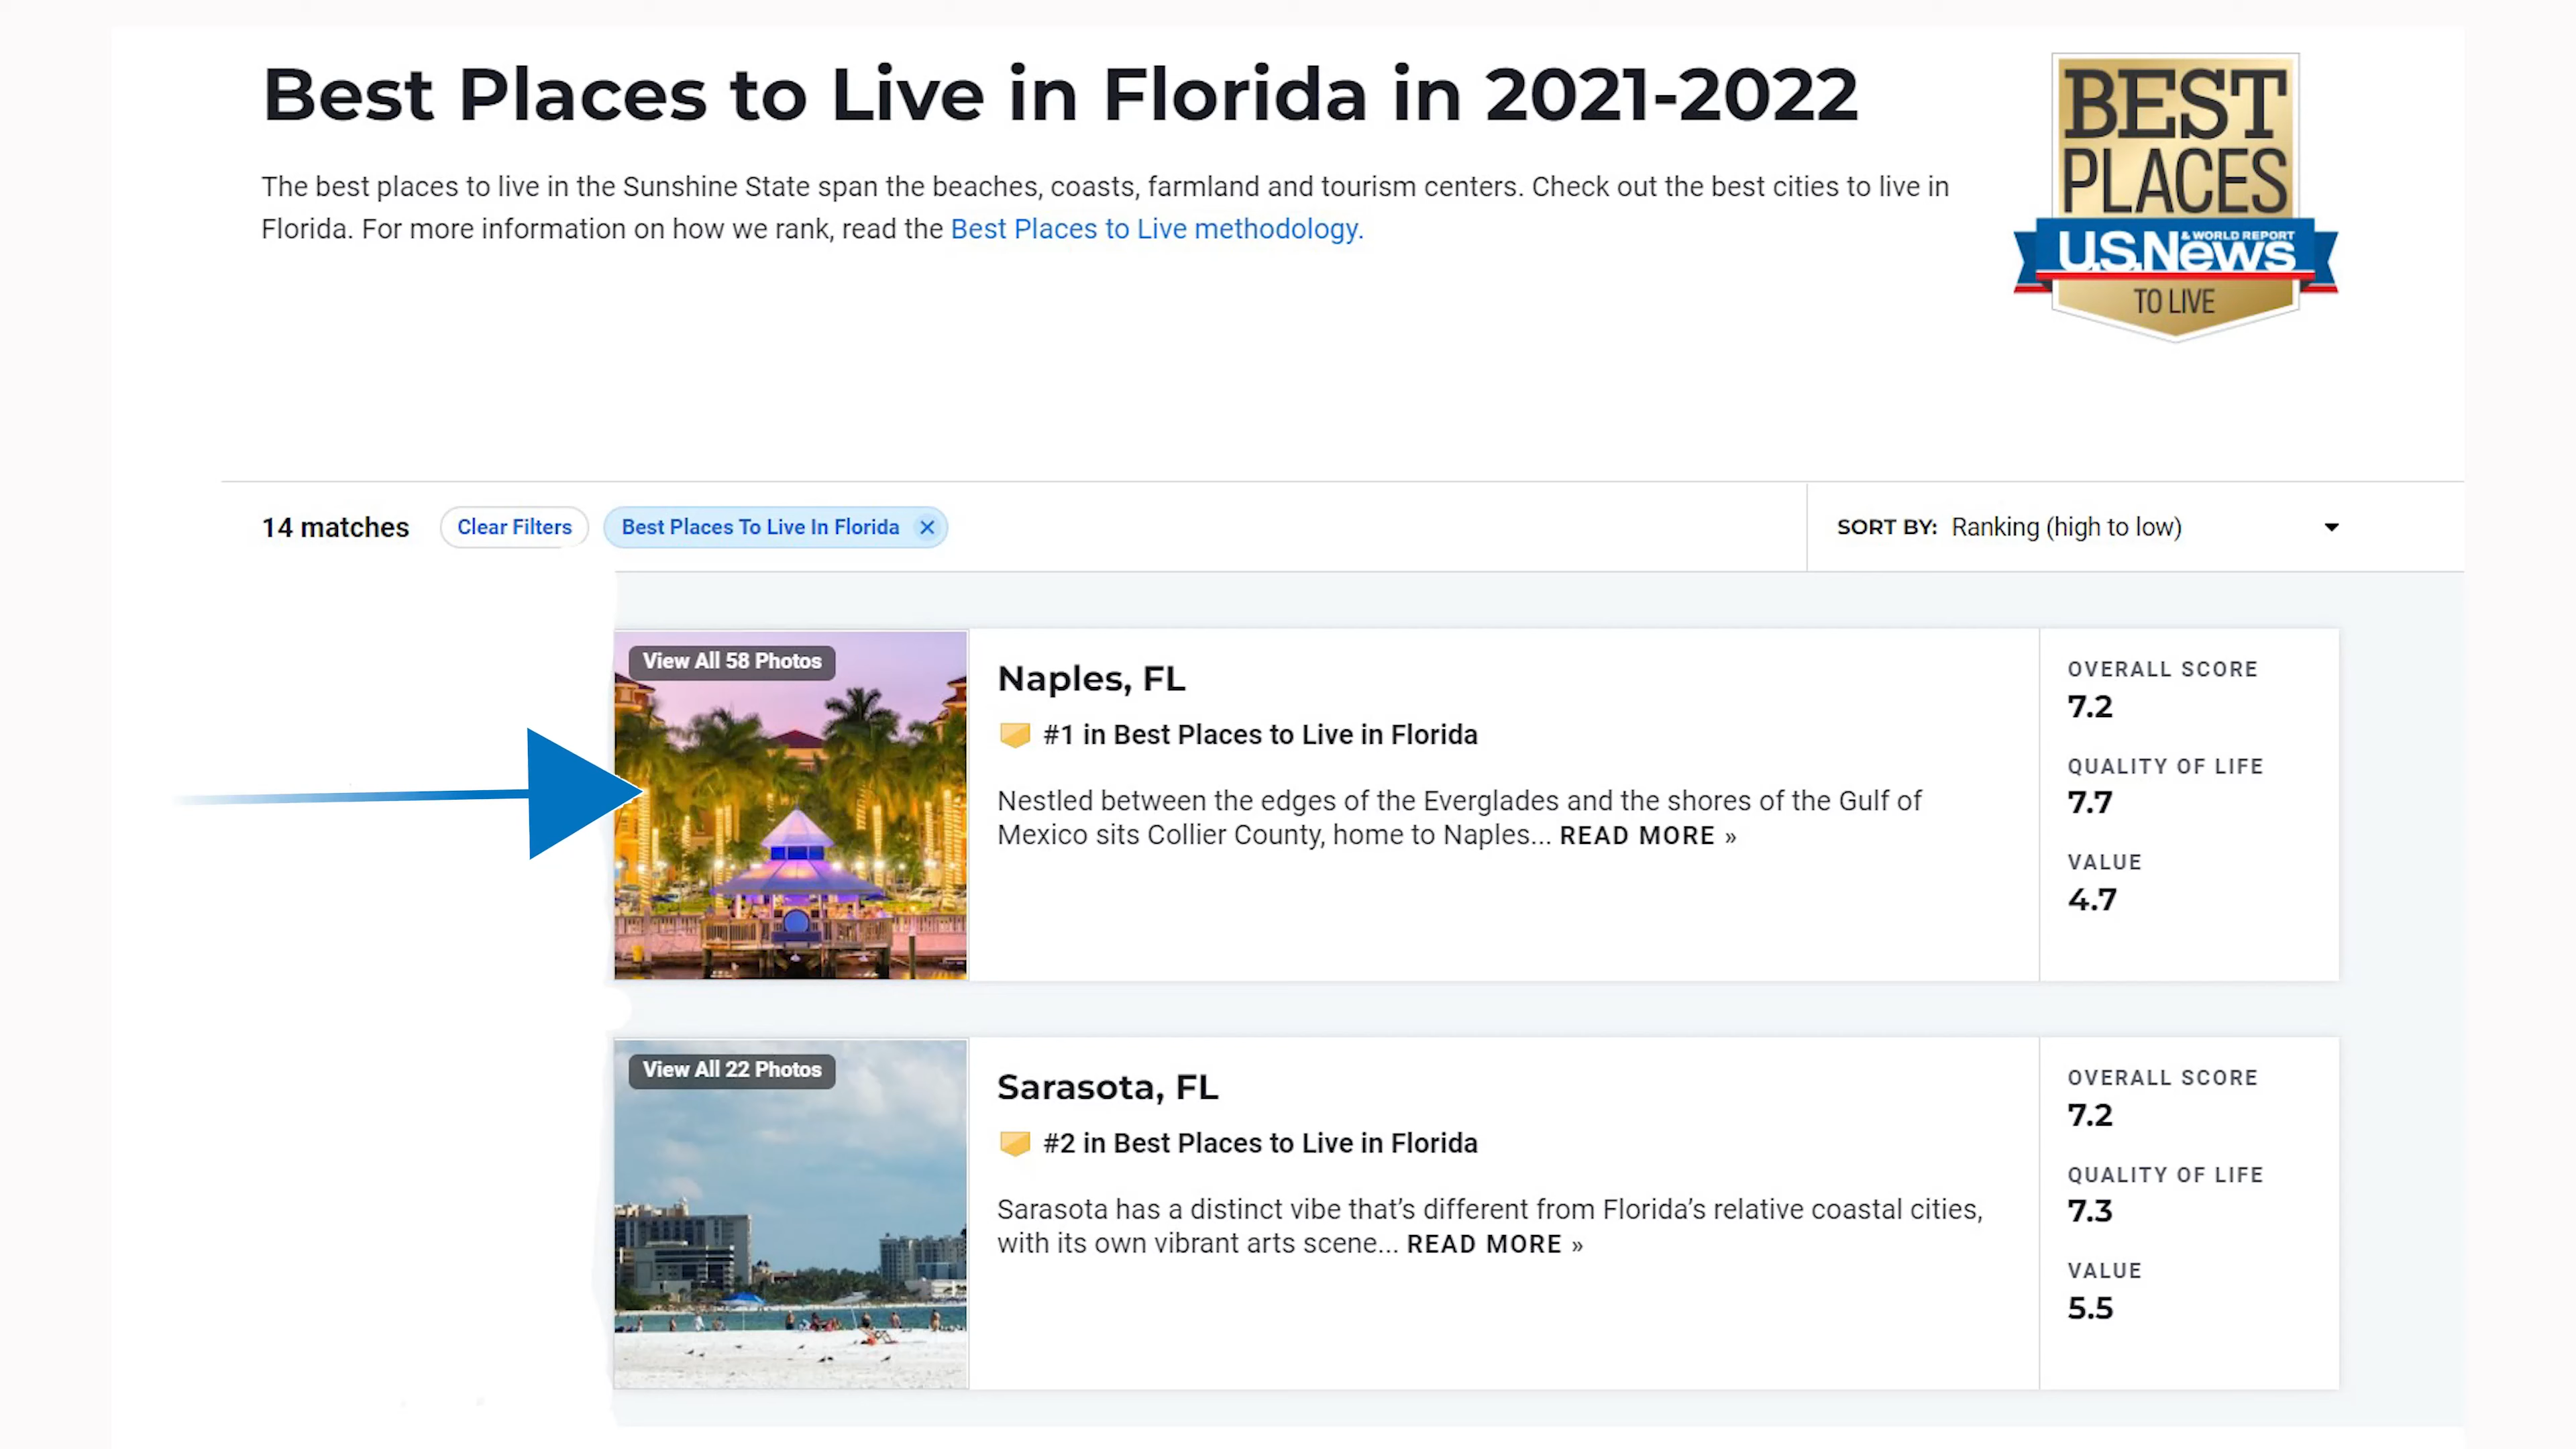 Best Places to Live in Florida in 2021-2022
The best places to live in the Sunshine State span the beaches, coasts, farmland and tourism centers. Check out the best cities to live in
Florida. For more information on how we rank, read the Best Places to Live methodology.
BEST
PLACES
U.S.News
& WORLD REPORT
TO LIVE
14 matches
Clear Filters
Best Places To Live In Florida ✕
SORT BY: Ranking (high to low)
View All 58 Photos
Naples, FL
#1 in Best Places to Live in Florida
Nestled between the edges of the Everglades and the shores of the Gulf of
Mexico sits Collier County, home to Naples... READ MORE »
OVERALL SCORE
7.2
QUALITY OF LIFE
7.7
VALUE
4.7
View All 22 Photos
Sarasota, FL
#2 in Best Places to Live in Florida
Sarasota has a distinct vibe that’s different from Florida’s relative coastal cities,
with its own vibrant arts scene... READ MORE »
OVERALL SCORE
7.2
QUALITY OF LIFE
7.3
VALUE
5.5